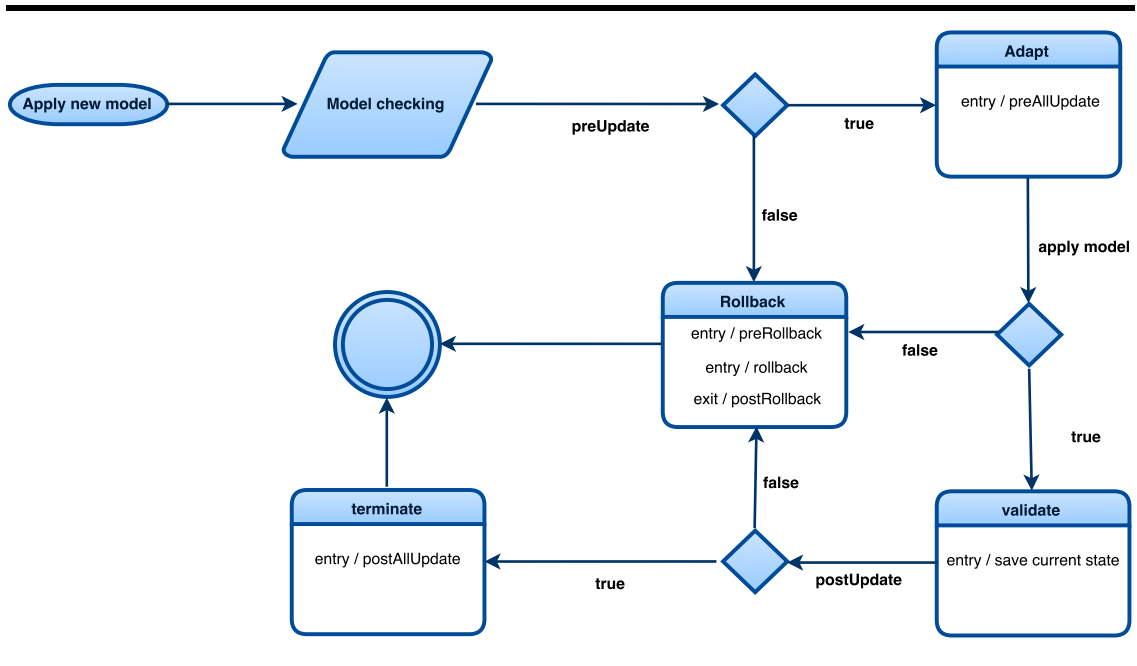 Apply new model
Model checking
preUpdate
true
Adapt
entry / preAllUpdate
false
apply model
Rollback
entry / preRollback
entry / rollback
exit / postRollback
false
true
false
terminate
entry / postAllUpdate
true
postUpdate
validate
entry / save current state